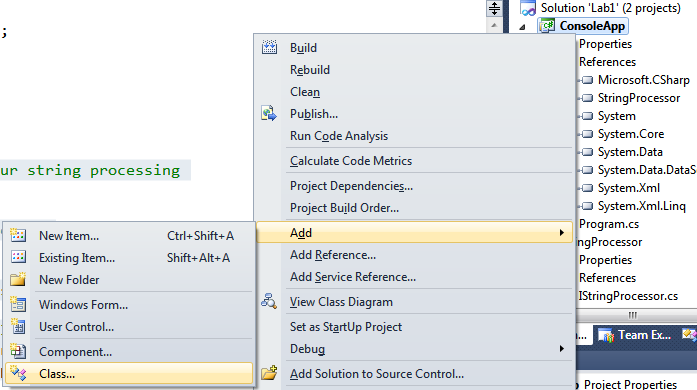 ;
ur string processing
Solution 'Lab1' (2 projects)
ConsoleApp
Properties
References
Microsoft.CSharp
StringProcessor
System
System.Core
System.Data
System.Data.DataS
System.Xml
System.Xml.Linq
Program.cs
ngProcessor
Properties
References
IStringProcessor.cs
Build
Rebuild
Clean
Publish...
Run Code Analysis
Calculate Code Metrics
Project Dependencies...
Project Build Order...
Add
Add Reference...
Add Service Reference...
View Class Diagram
Set as StartUp Project
Debug
Add Solution to Source Control...
New Item... Ctrl+Shift+A
Existing Item... Shift+Alt+A
New Folder
Windows Form...
User Control...
Component...
Class...
Team Ex...
Project Properties